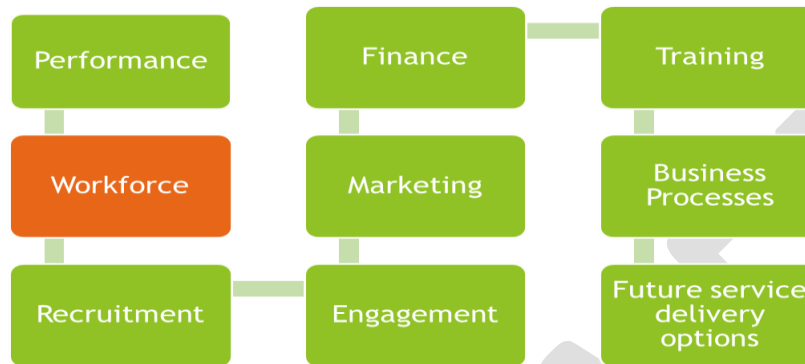 Performance
Workforce
Recruitment
Engagement
Marketing
Finance
Training
Business
Processes
Future service
delivery
options